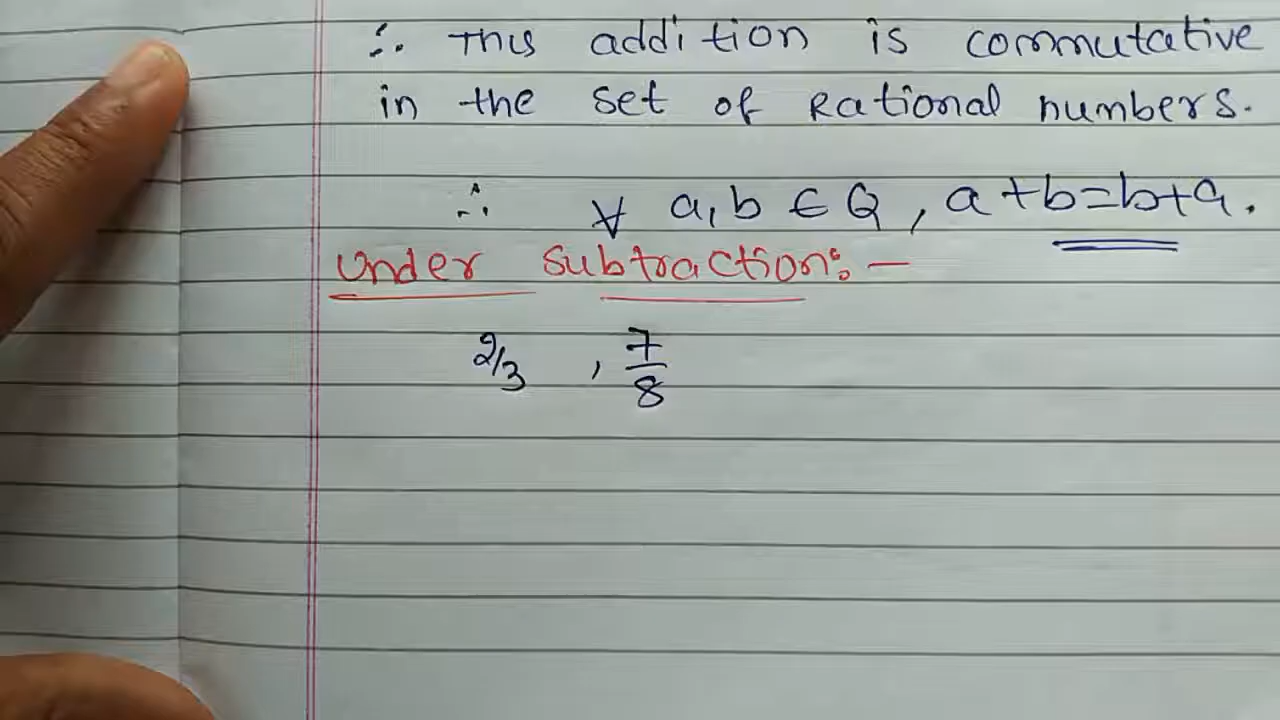 ∴ This addition is commutative
in the set of Rational numbers.
∴ ∀ a,b ∈ Q, a+b=b+a.
under subtraction:-
2/3 , 7/8